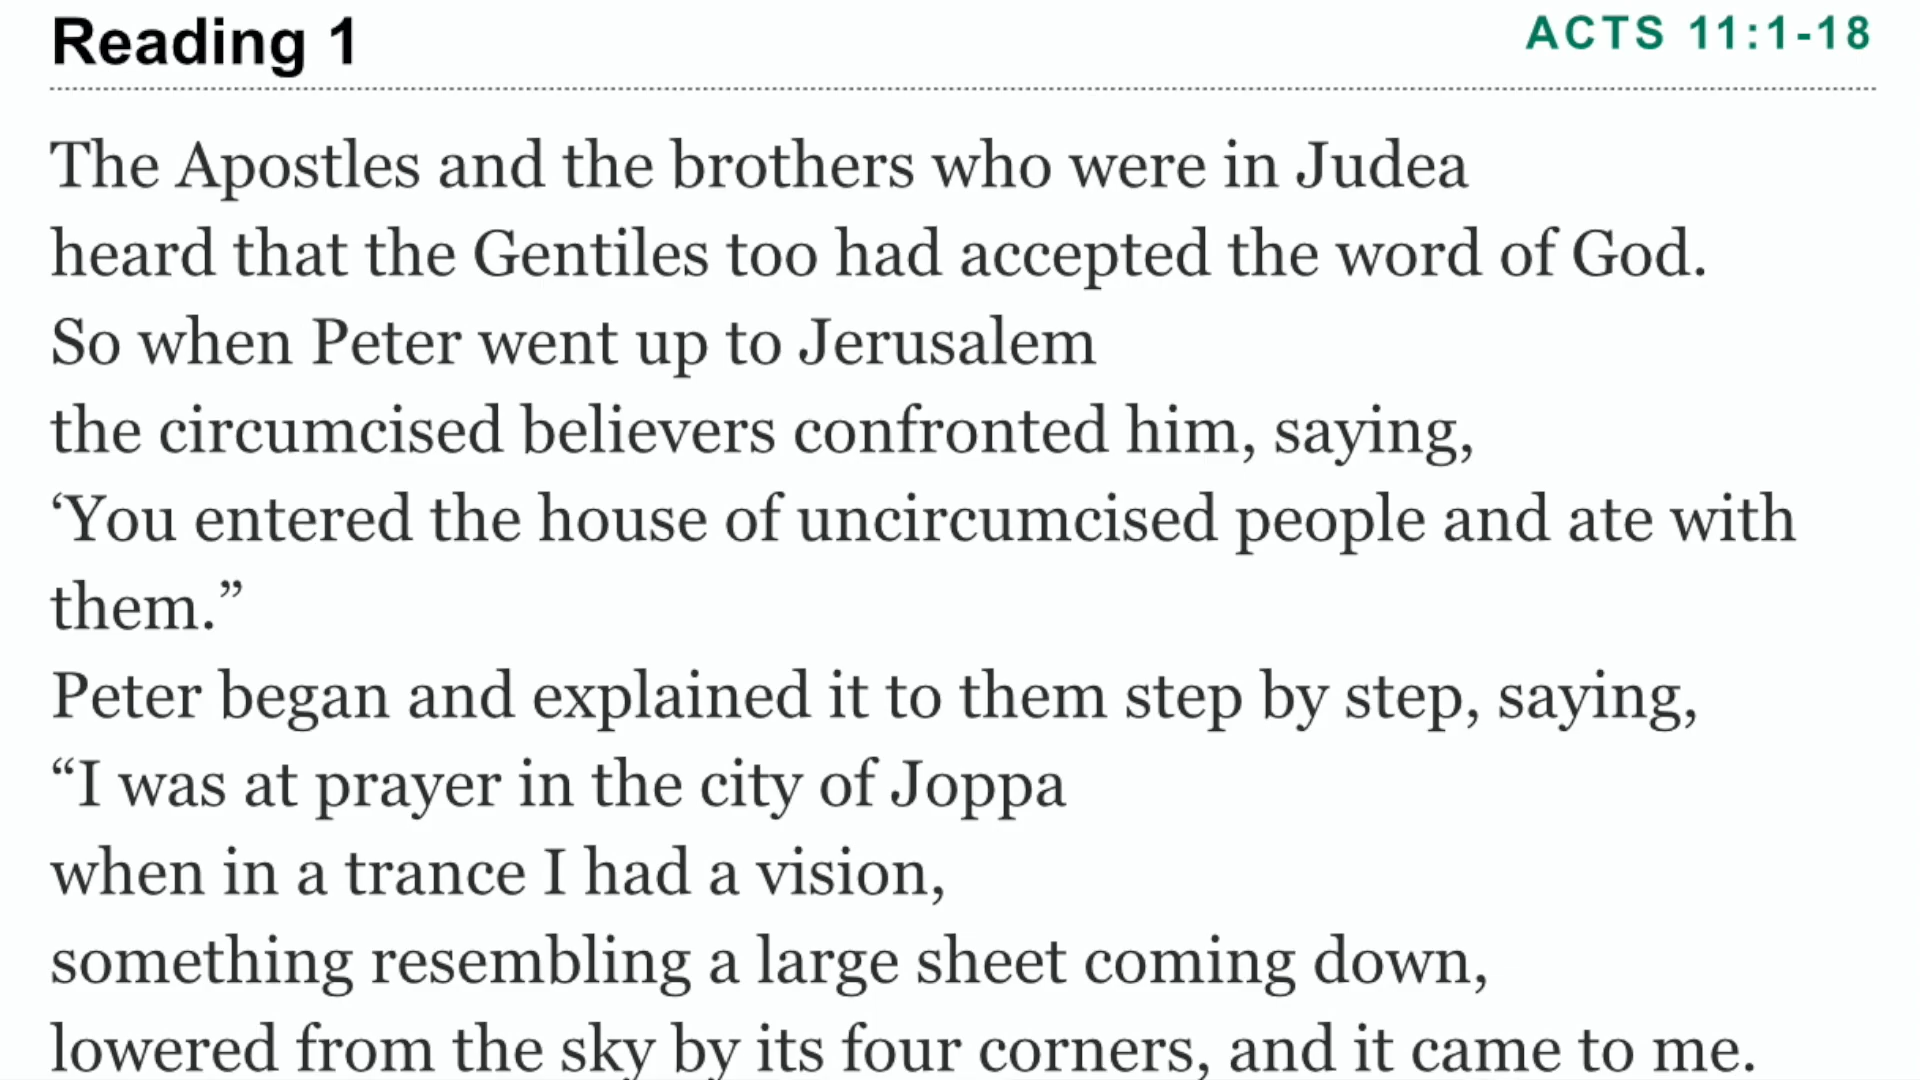 Reading 1
ACTS 11:1-18
The Apostles and the brothers who were in Judea
heard that the Gentiles too had accepted the word of God.
So when Peter went up to Jerusalem
the circumcised believers confronted him, saying,
‘You entered the house of uncircumcised people and ate with
them.”
Peter began and explained it to them step by step, saying,
“I was at prayer in the city of Joppa
when in a trance I had a vision,
something resembling a large sheet coming down,
lowered from the sky by its four corners, and it came to me.